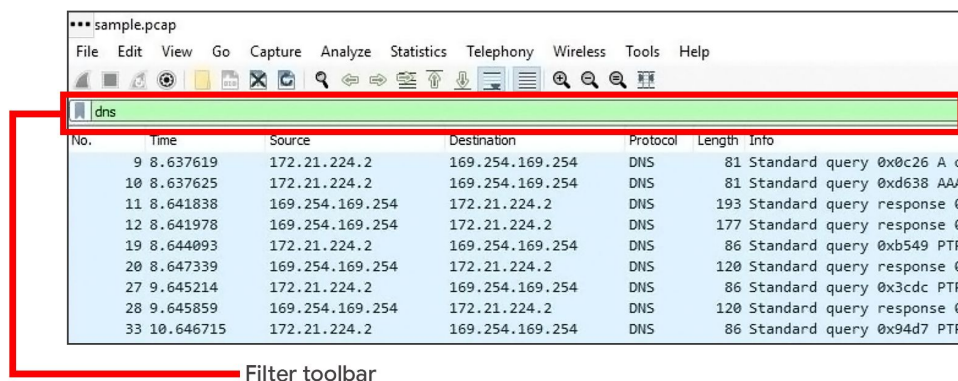 ••• sample.pcap
File Edit View Go Capture Analyze Statistics Telephony Wireless Tools Help
dns
No. Time Source Destination Protocol Length Info
9 8.637619 172.21.224.2 169.254.169.254 DNS 81 Standard query 0x0c26 A
10 8.637625 172.21.224.2 169.254.169.254 DNS 81 Standard query 0xd638 AAA
11 8.641838 169.254.169.254 172.21.224.2 DNS 193 Standard query response
12 8.641978 169.254.169.254 172.21.224.2 DNS 177 Standard query response
19 8.644093 172.21.224.2 169.254.169.254 DNS 86 Standard query 0xb549 PTR
20 8.647339 169.254.169.254 172.21.224.2 DNS 120 Standard query response
27 9.645214 172.21.224.2 169.254.169.254 DNS 86 Standard query 0x3cdc PTR
28 9.645859 169.254.169.254 172.21.224.2 DNS 120 Standard query response
33 10.646715 172.21.224.2 169.254.169.254 DNS 86 Standard query 0x94d7 PTR
Filter toolbar